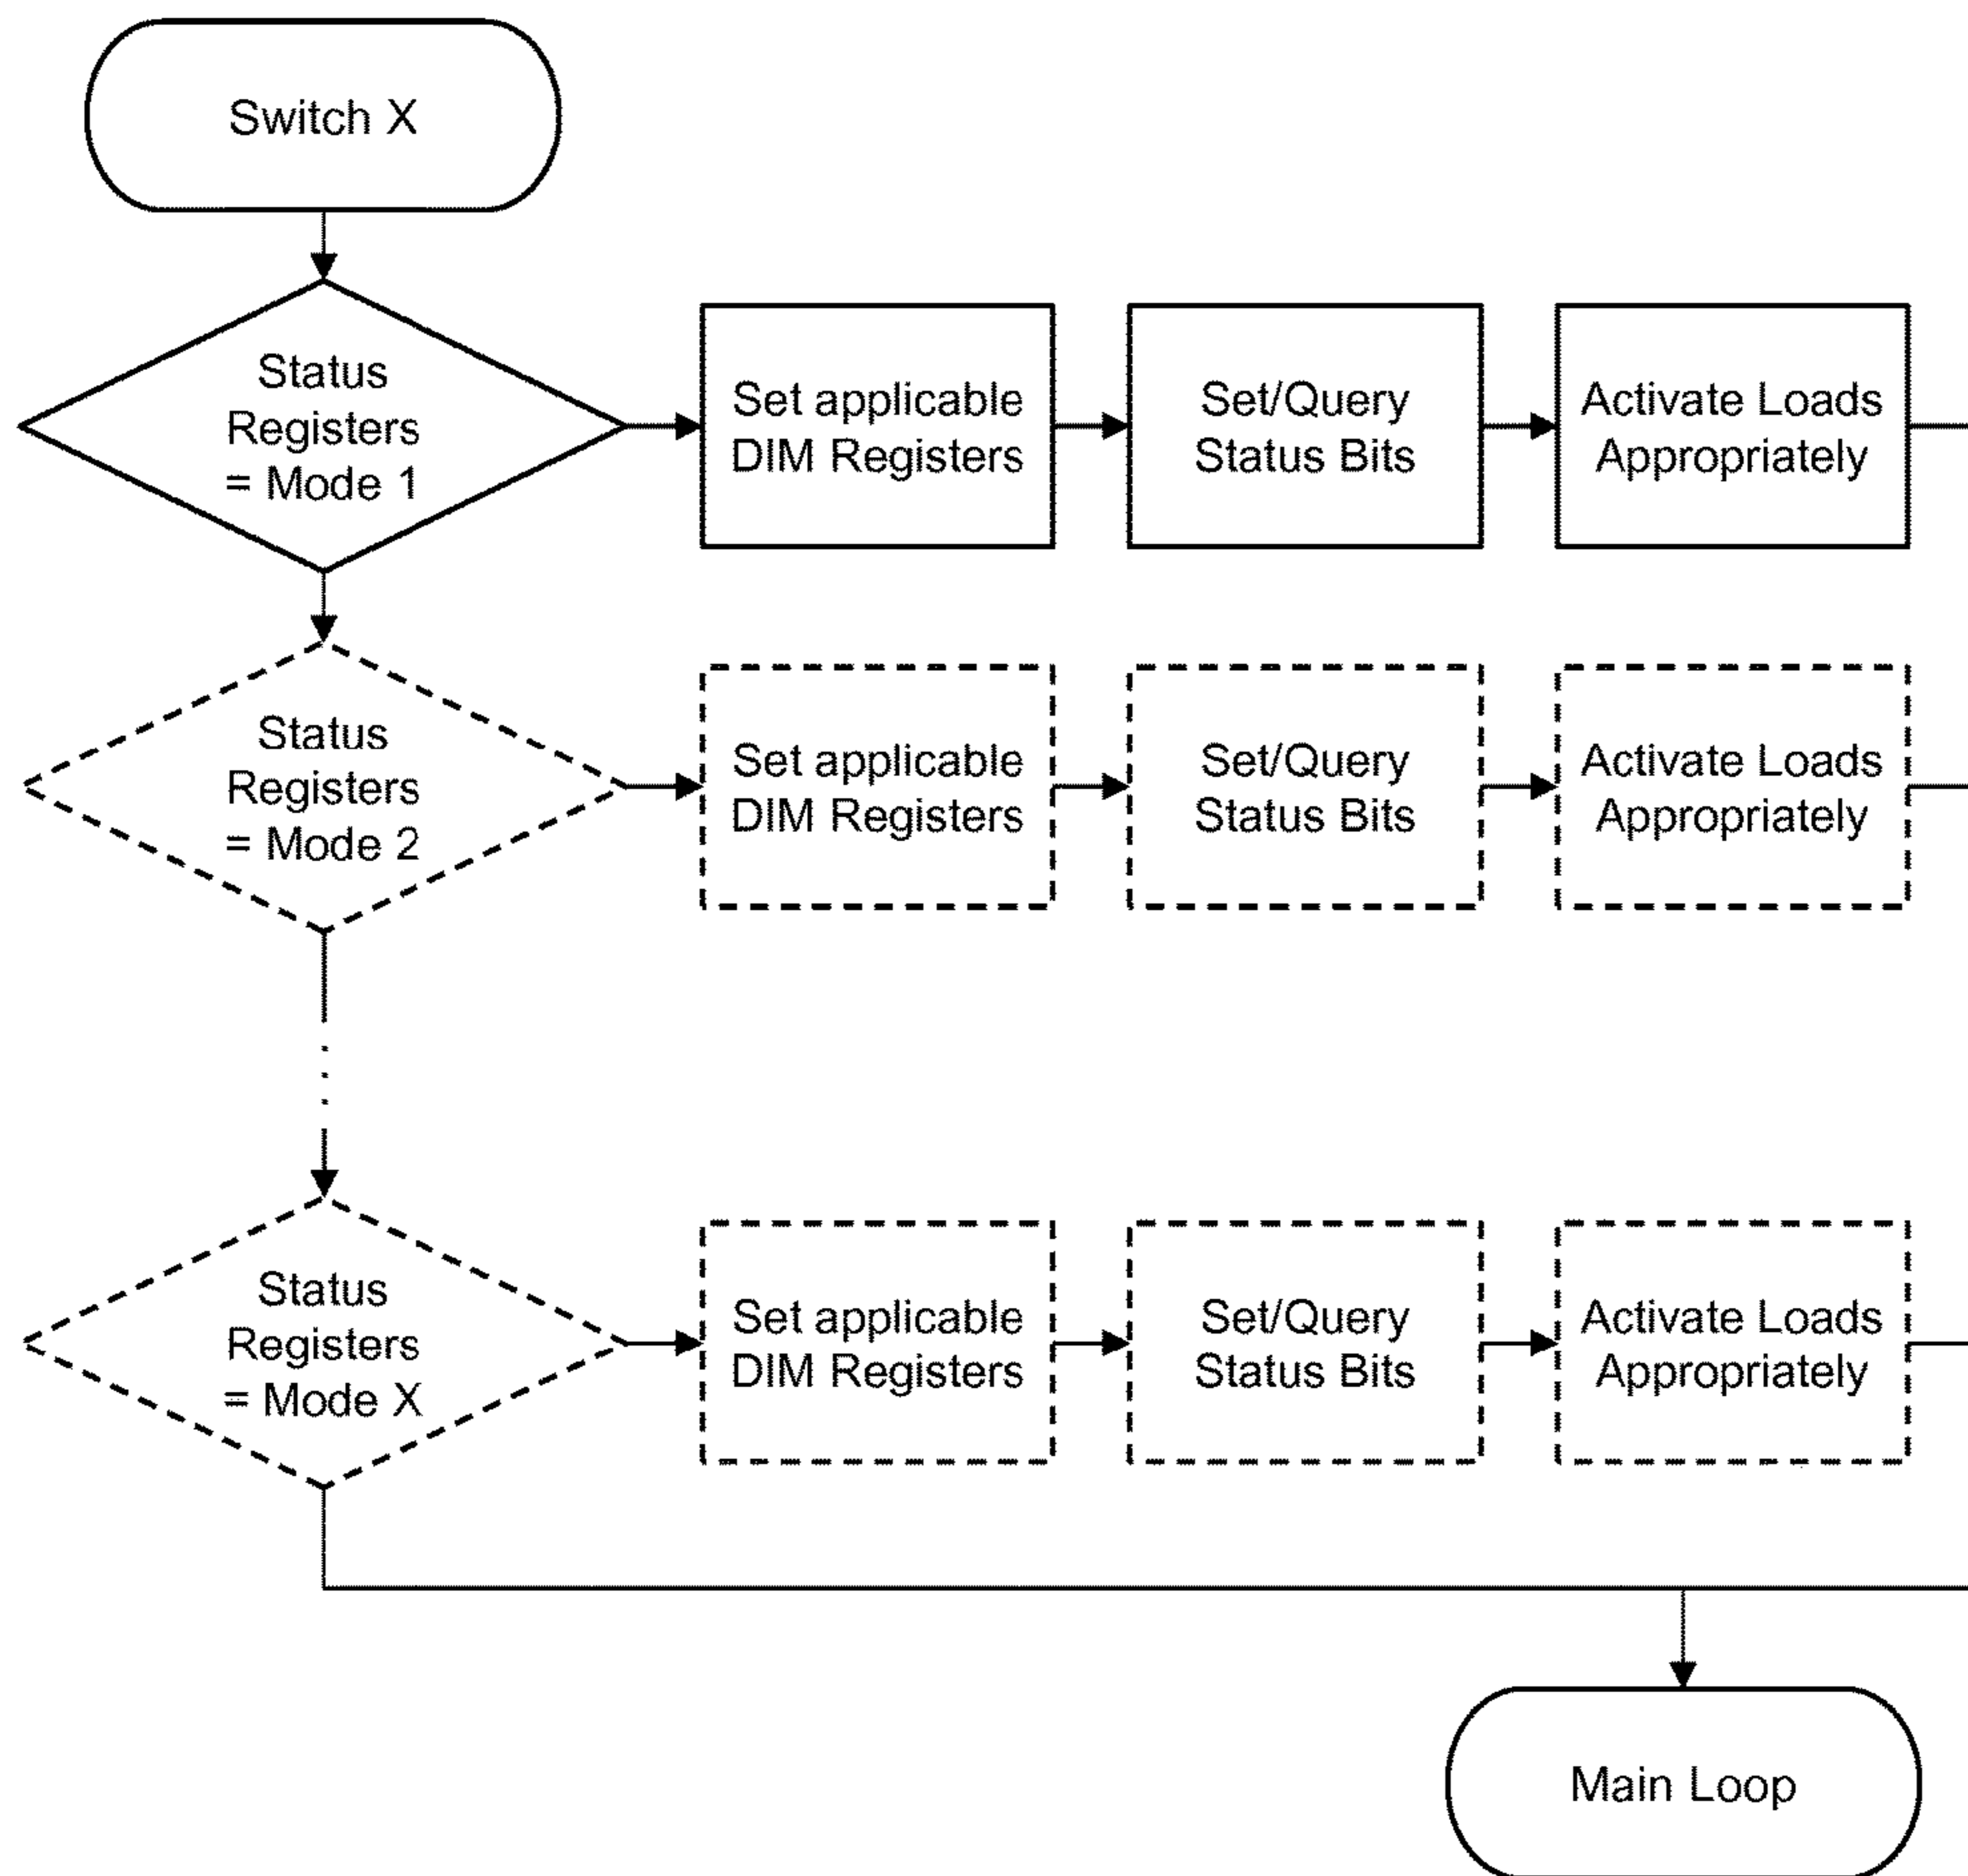 Switch X
Status
Registers
= Mode 1
Set applicable
DIM Registers
Set/Query
Status Bits
Activate Loads
Appropriately
Status
Registers
= Mode 2
Set applicable
DIM Registers
Set/Query
Status Bits
Activate Loads
Appropriately
Status
Registers
= Mode X
Set applicable
DIM Registers
Set/Query
Status Bits
Activate Loads
Appropriately
Main Loop